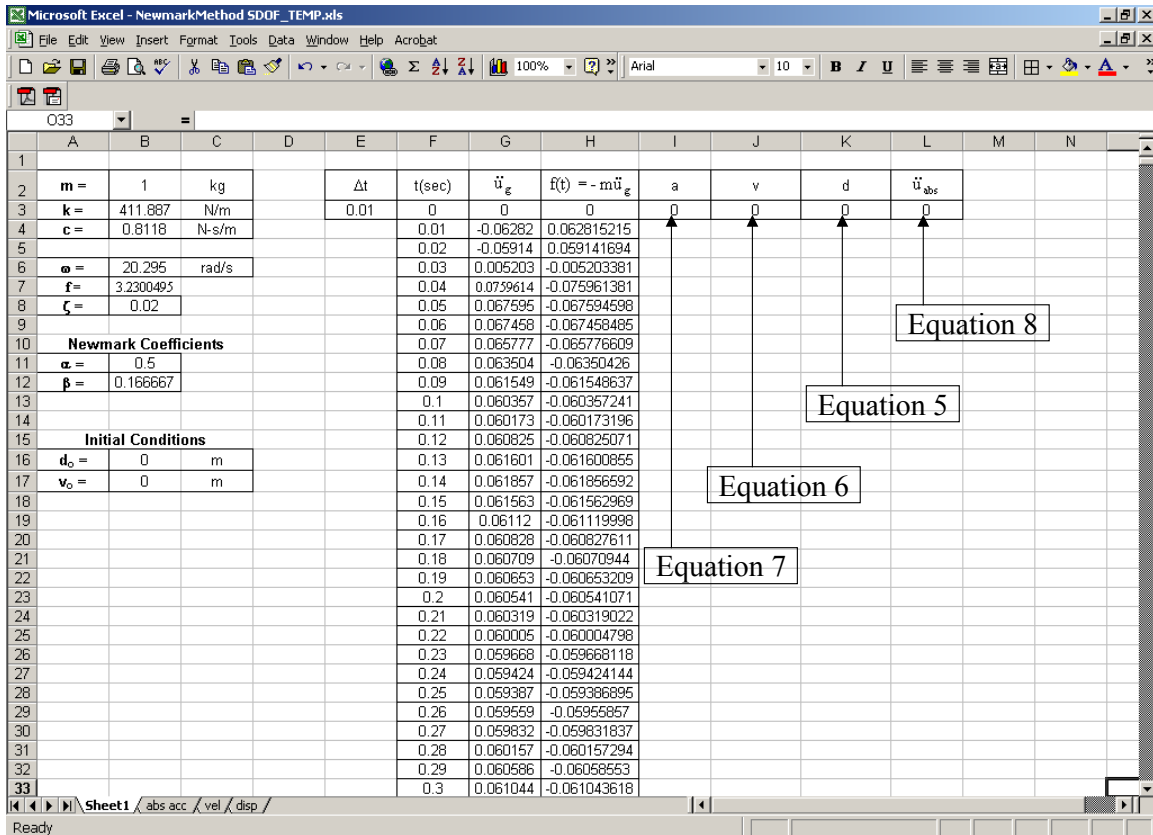 Microsoft Excel - NewmarkMethod SDOF_TEMP.xls
File Edit View Insert Format Tools Data Window Help Acrobat
100% Arial 10 B I U
O33 =
A B C D E F G H I J K L M N
1
2 m = 1 kg Δt t(sec) ü_g f(t) = - mü_g a v d ü_abs
3 k = 411.887 N/m 0.01 0 0 0 0 0 0 0
4 c = 0.8118 N-s/m 0.01 -0.06282 0.062815215
5 0.02 -0.05914 0.059141694
6 ω = 20.295 rad/s 0.03 0.005203 -0.005203381
7 f= 3.2300495 0.04 0.0759614 -0.075961381
8 ζ = 0.02 0.05 0.067595 -0.067594598
9 0.06 0.067458 -0.067458485
Equation 8
10 Newmark Coefficients 0.07 0.065777 -0.065776609
11 α = 0.5 0.08 0.063504 -0.06350426
12 β = 0.166667 0.09 0.061549 -0.061548637
13 0.1 0.060357 -0.060357241
Equation 5
14 0.11 0.060173 -0.060173196
15 Initial Conditions 0.12 0.060825 -0.060825071
16 d₀ = 0 m 0.13 0.061601 -0.061600855
17 v₀ = 0 m 0.14 0.061857 -0.061856592
Equation 6
18 0.15 0.061563 -0.061562969
19 0.16 0.06112 -0.061119998
20 0.17 0.060828 -0.060827611
21 0.18 0.060709 -0.06070944
Equation 7
22 0.19 0.060653 -0.060653209
23 0.2 0.060541 -0.060541071
24 0.21 0.060319 -0.060319022
25 0.22 0.060005 -0.060004798
26 0.23 0.059668 -0.059668118
27 0.24 0.059424 -0.059424144
28 0.25 0.059387 -0.059386895
29 0.26 0.059559 -0.05955857
30 0.27 0.059832 -0.059831837
31 0.28 0.060157 -0.060157294
32 0.29 0.060586 -0.06058553
33 0.3 0.061044 -0.061043618
Sheet1 / abs acc / vel / disp /
Ready